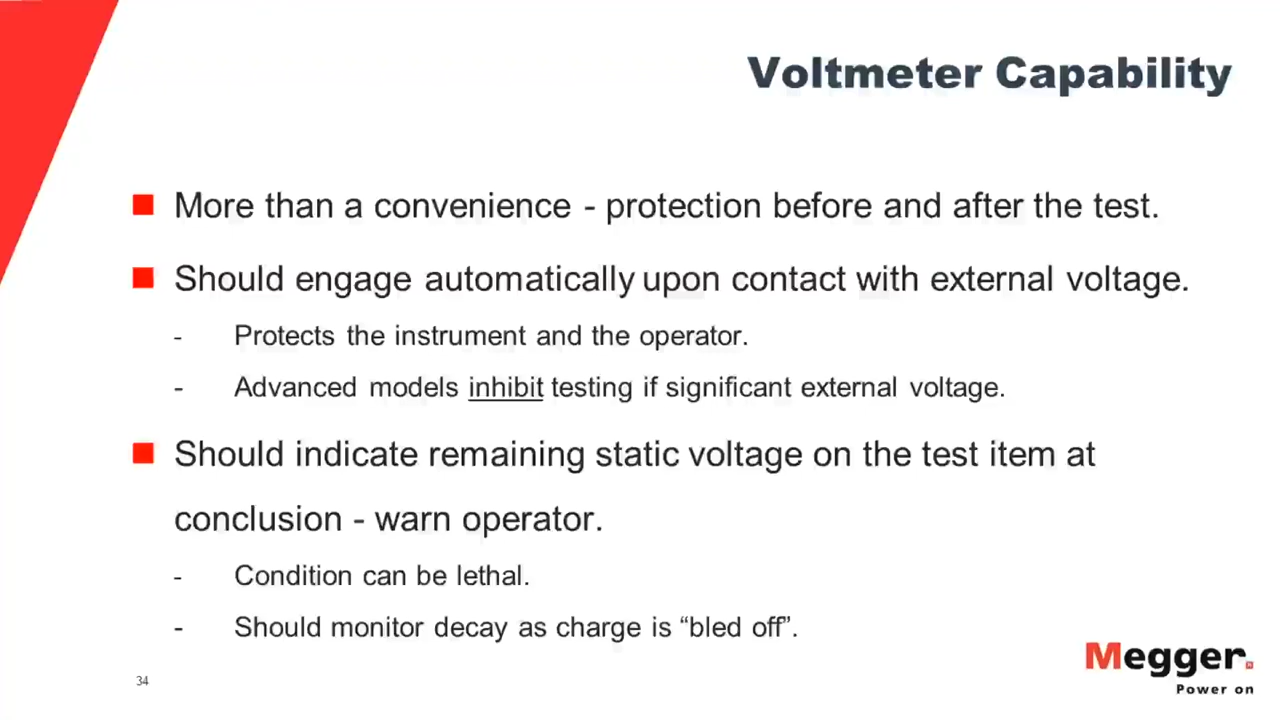 Voltmeter Capability
More than a convenience - protection before and after the test.
Should engage automatically upon contact with external voltage.
- Protects the instrument and the operator.
- Advanced models inhibit testing if significant external voltage.
Should indicate remaining static voltage on the test item at
conclusion - warn operator.
- Condition can be lethal.
- Should monitor decay as charge is “bled off”.
34
Megger.
Power on